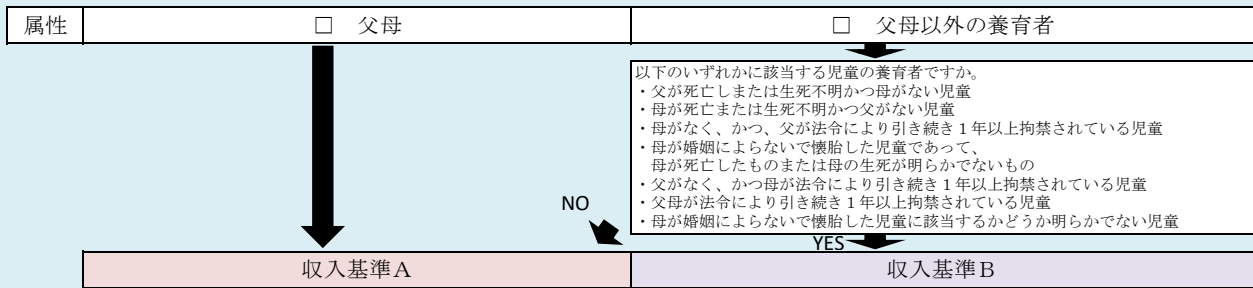 属性 □ 父母 □ 父母以外の養育者
以下のいずれかに該当する児童の養育者ですか。
・父が死亡しまたは生死不明かつ母がない児童
・母が死亡または生死不明かつ父がない児童
・母がなく、かつ、父が法令により引き続き１年以上拘禁されている児童
・母が婚姻によらないで懐胎した児童であって、
母が死亡したものまたは母の生死が明らかでないもの
・父がなく、かつ母が法令により引き続き１年以上拘禁されている児童
・父母が法令により引き続き１年以上拘禁されている児童
・母が婚姻によらないで懐胎した児童に該当するかどうか明らかでない児童
NO
YES
収入基準Ａ 収入基準Ｂ